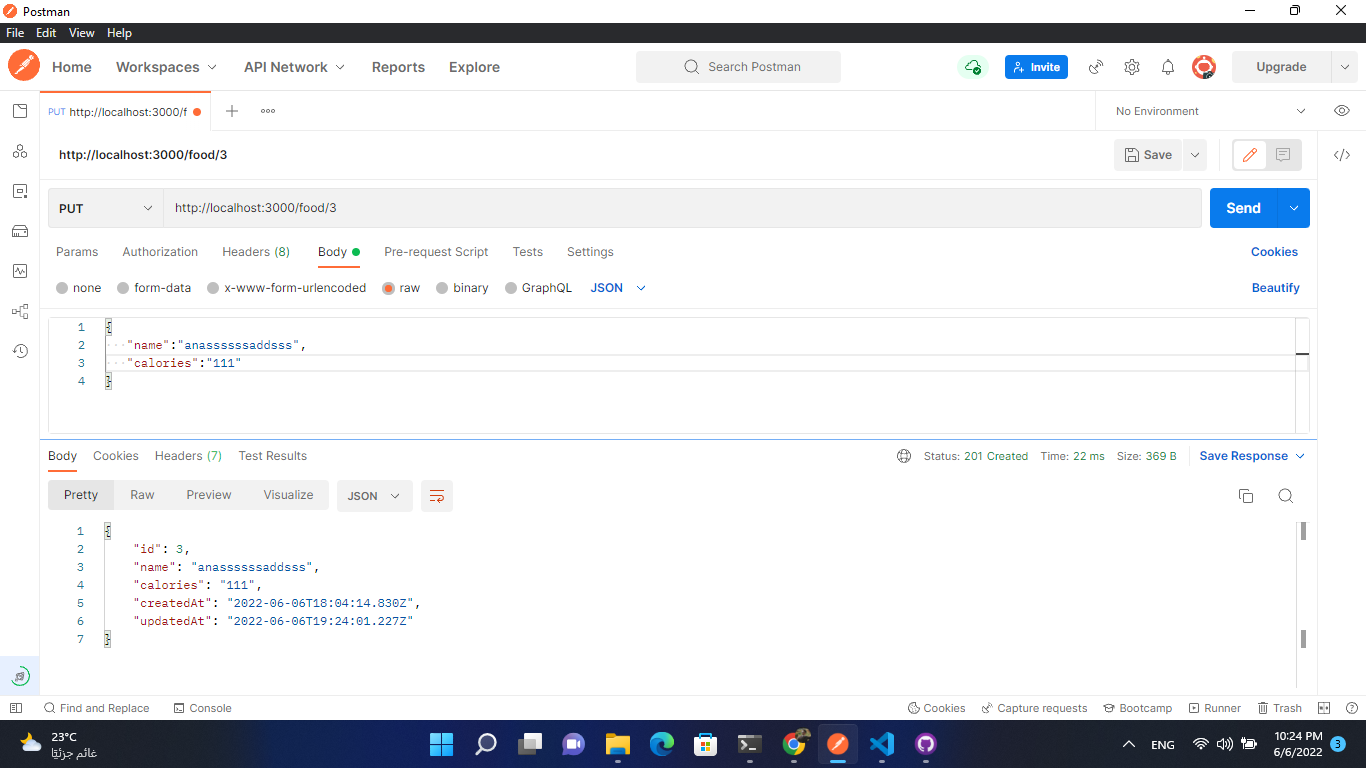 Postman
File Edit View Help
Home Workspaces API Network Reports Explore Search Postman Invite Upgrade
PUT http://localhost:3000/f No Environment
http://localhost:3000/food/3 Save
PUT http://localhost:3000/food/3 Send
Params Authorization Headers (8) Body Pre-request Script Tests Settings Cookies
none form-data x-www-form-urlencoded raw binary GraphQL JSON Beautify
1 {
2 "name":"anassssssaddsss",
3 "calories":"111"
4 }
Body Cookies Headers (7) Test Results Status: 201 Created Time: 22 ms Size: 369 B Save Response
Pretty Raw Preview Visualize JSON
1 {
2 "id": 3,
3 "name": "anassssssaddsss",
4 "calories": "111",
5 "createdAt": "2022-06-06T18:04:14.830Z",
6 "updatedAt": "2022-06-06T19:24:01.227Z"
7 }
Find and Replace Console Cookies Capture requests Bootcamp Runner Trash
23°C
غائم جزئيًا
ENG
10:24 PM
6/6/2022 3